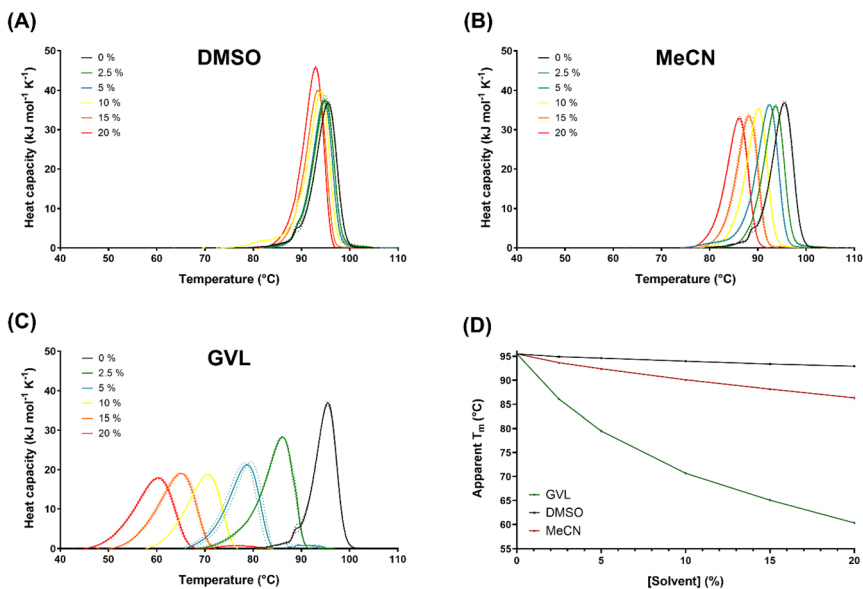 (A)
DMSO
Heat capacity (kJ mol⁻¹ K⁻¹)
50
40
30
20
10
0
0 %
2.5 %
5 %
10 %
15 %
20 %
40 50 60 70 80 90 100 110
Temperature (°C)
(B)
MeCN
Heat capacity (kJ mol⁻¹ K⁻¹)
50
40
30
20
10
0
0 %
2.5 %
5 %
10 %
15 %
20 %
40 50 60 70 80 90 100 110
Temperature (°C)
(C)
GVL
Heat capacity (kJ mol⁻¹ K⁻¹)
50
40
30
20
10
0
0 %
2.5 %
5 %
10 %
15 %
20 %
40 50 60 70 80 90 100 110
Temperature (°C)
(D)
Apparent Tₘ (°C)
95
90
85
80
75
70
65
60
55
GVL
DMSO
MeCN
0 5 10 15 20
[Solvent] (%)